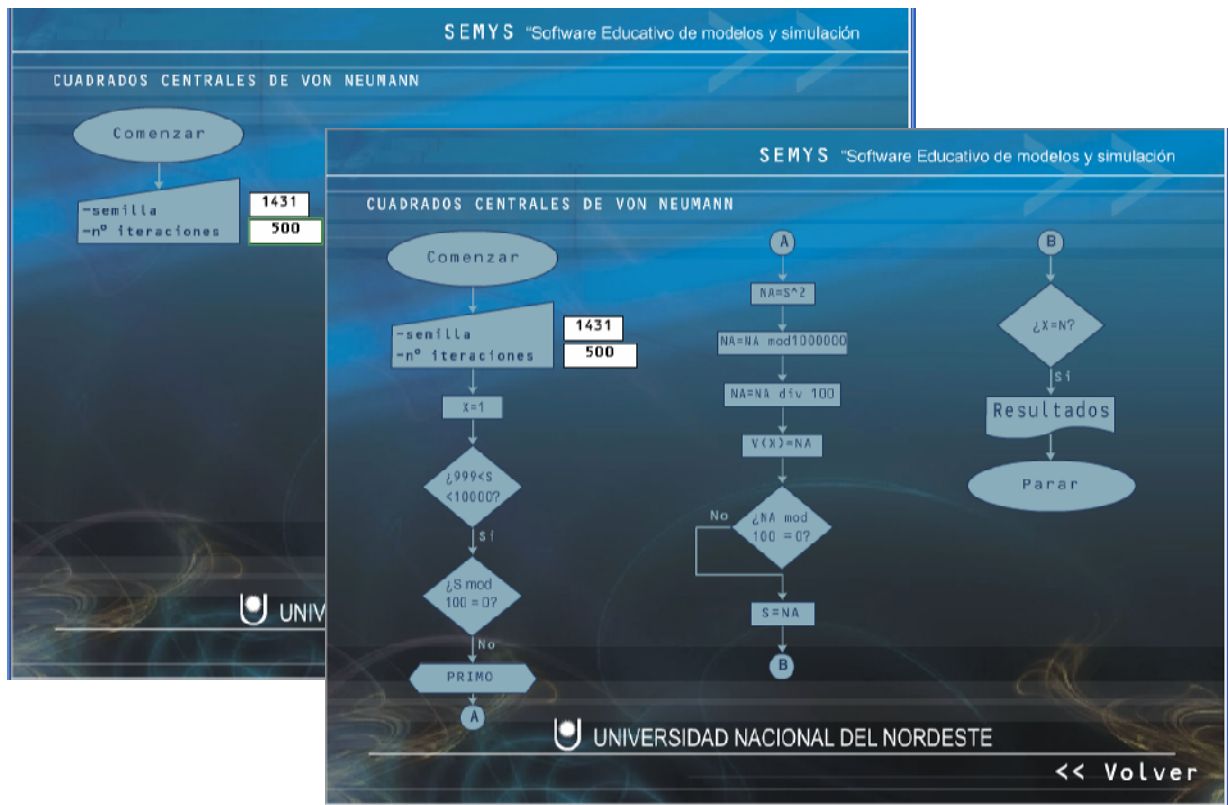 SEMYS "Software Educativo de modelos y simulación
CUADRADOS CENTRALES DE VON NEUMANN
Comenzar
-semilla
1431
-nº iteraciones
500
UNIV
SEMYS "Software Educativo de modelos y simulación
CUADRADOS CENTRALES DE VON NEUMANN
Comenzar
-semilla
1431
-nº iteraciones
500
X=1
¿999<S
<10000?
Sí
¿S mod
100 = 0?
No
PRIMO
A
A
NA=S^2
NA=NA mod1000000
NA=NA div 100
V(X)=NA
¿NA mod
100 = 0?
No
S=NA
B
B
¿X=N?
Sí
Resultados
Parar
UNIVERSIDAD NACIONAL DEL NORDESTE
<< Volver